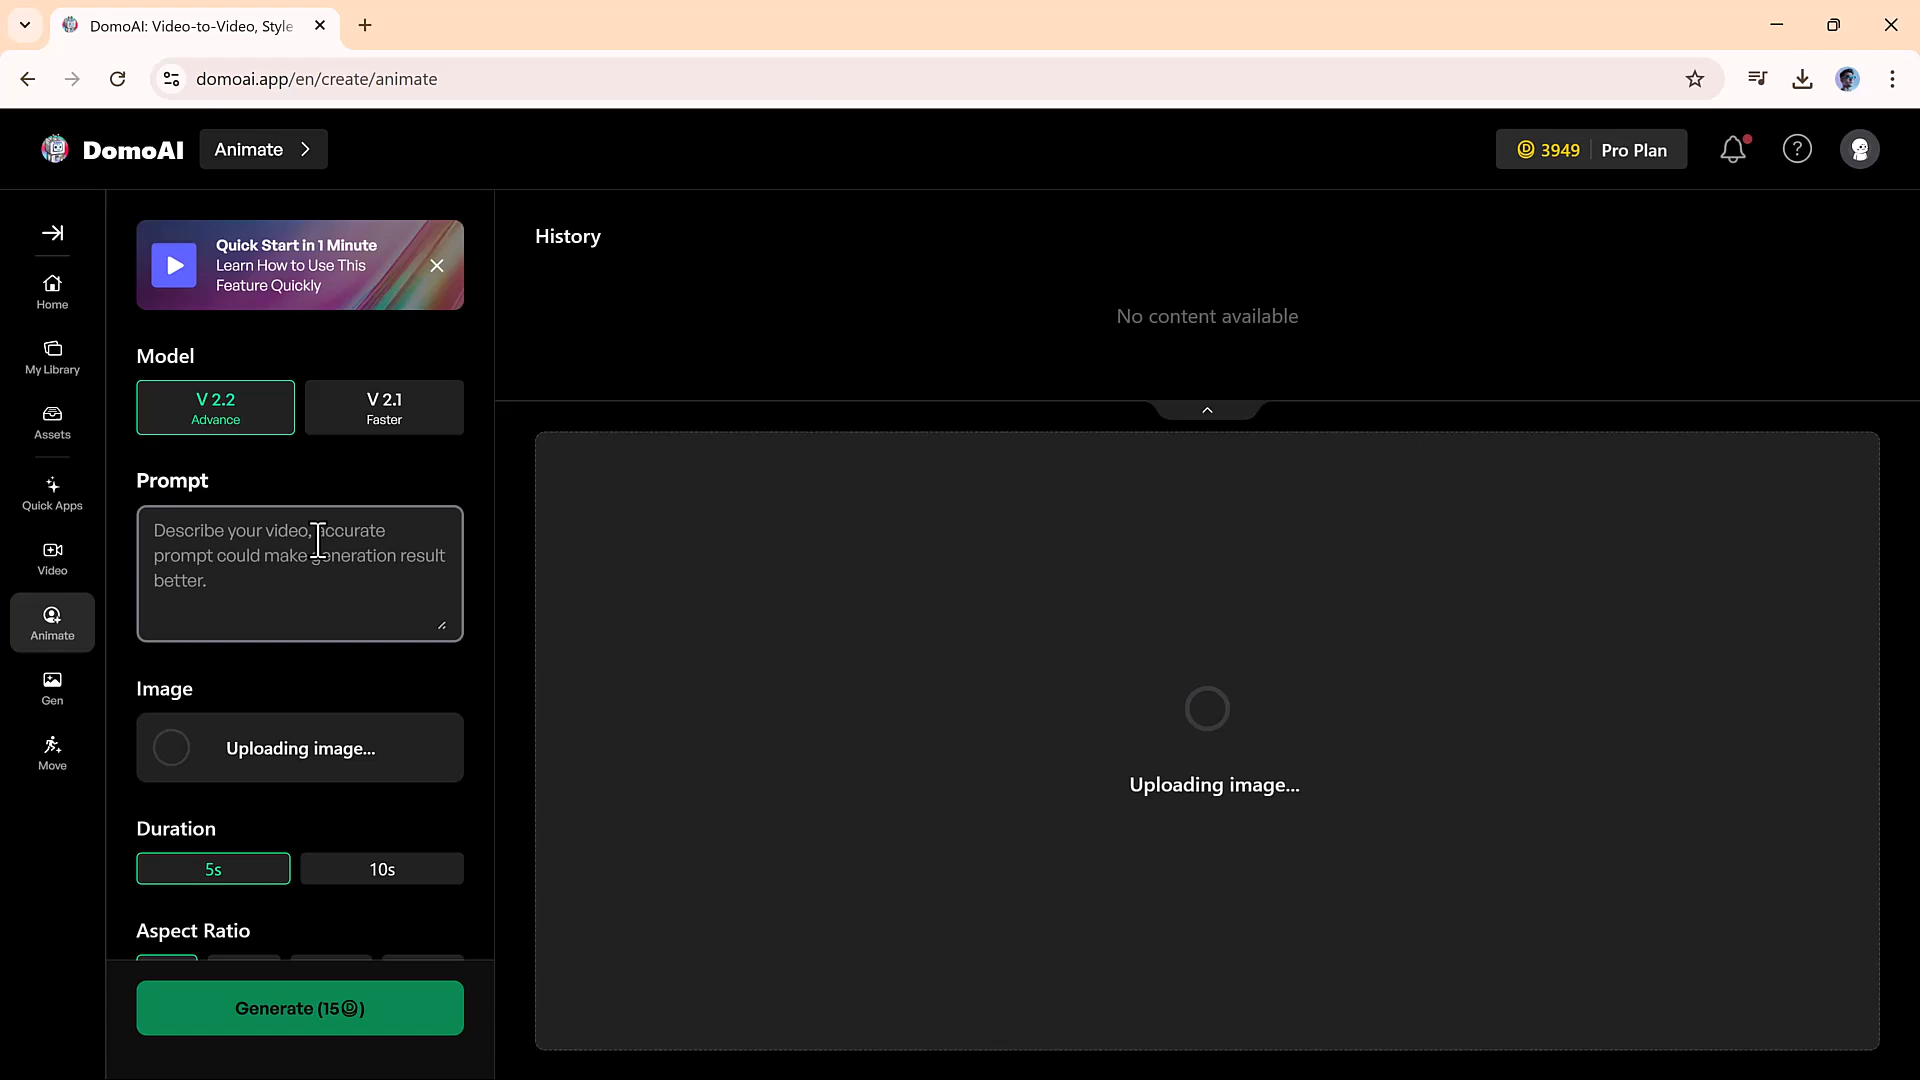 DomoAI: Video-to-Video, Style
domoai.app/en/create/animate
DomoAI
Animate
3949
Pro Plan
Home
My Library
Assets
Quick Apps
Video
Animate
Gen
Move
Quick Start in 1 Minute
Learn How to Use This
Feature Quickly
Model
V 2.2
Advance
V 2.1
Faster
Prompt
Describe your video, accurate
prompt could make generation result
better.
Image
Uploading image...
Duration
5s
10s
Aspect Ratio
Generate (15)
History
No content available
Uploading image...